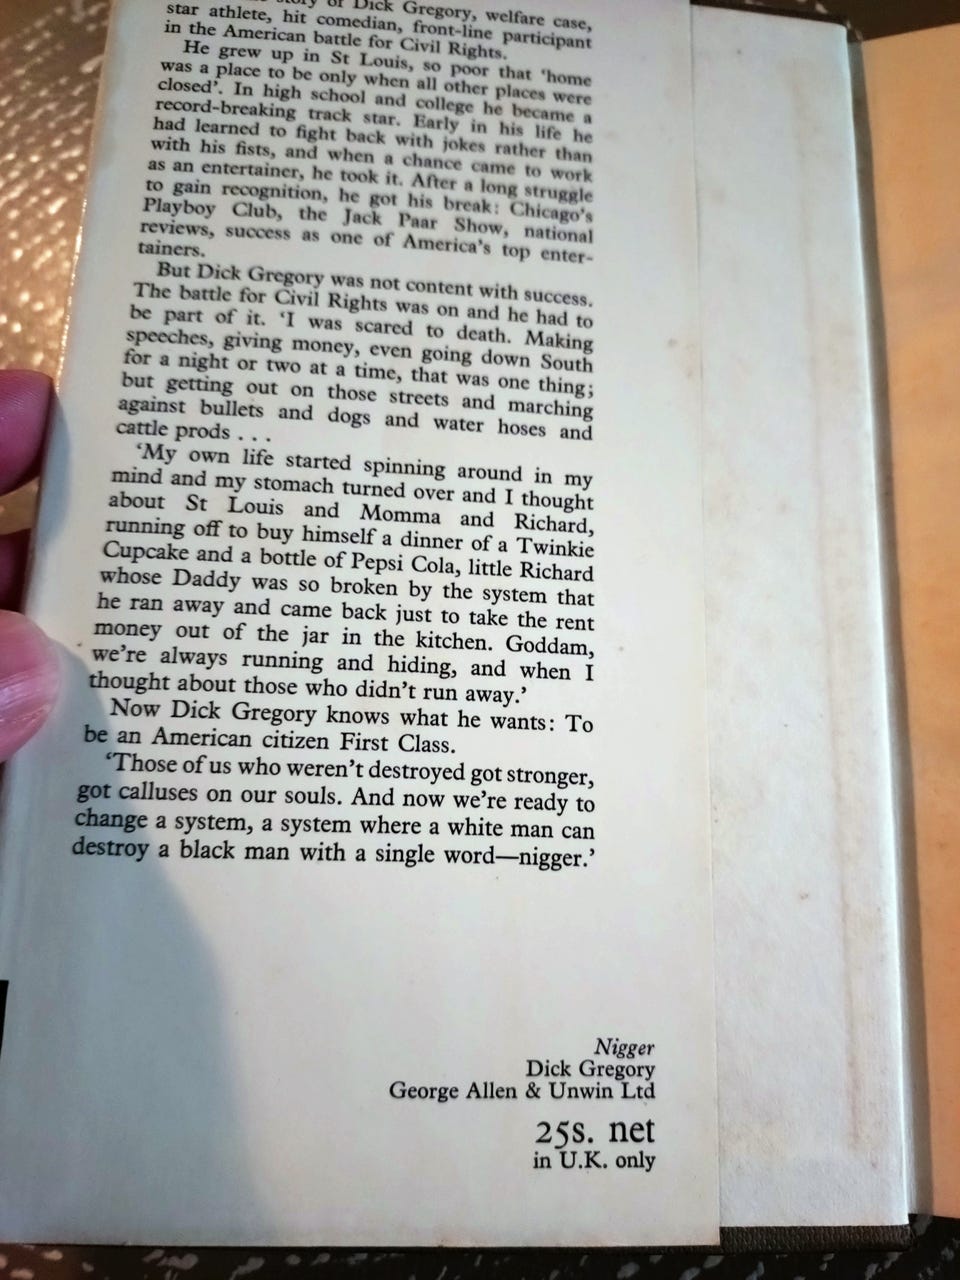 story of Dick Gregory, welfare case,
star athlete, hit comedian, front-line participant
in the American battle for Civil Rights.
He grew up in St Louis, so poor that 'home
was a place to be only when all other places were
closed'. In high school and college he became a
record-breaking track star. Early in his life he
had learned to fight back with jokes rather than
with his fists, and when a chance came to work
as an entertainer, he took it. After a long struggle
to gain recognition, he got his break: Chicago's
Playboy Club, the Jack Paar Show, national
reviews, success as one of America's top enter-
tainers.
But Dick Gregory was not content with success.
The battle for Civil Rights was on and he had to
be part of it. 'I was scared to death. Making
speeches, giving money, even going down South
for a night or two at a time, that was one thing;
but getting out on those streets and marching
against bullets and dogs and water hoses and
cattle prods . . .
'My own life started spinning around in my
mind and my stomach turned over and I thought
about St Louis and Momma and Richard,
running off to buy himself a dinner of a Twinkie
Cupcake and a bottle of Pepsi Cola, little Richard
whose Daddy was so broken by the system that
he ran away and came back just to take the rent
money out of the jar in the kitchen. Goddam,
we're always running and hiding, and when I
thought about those who didn't run away.'
Now Dick Gregory knows what he wants: To
be an American citizen First Class.
'Those of us who weren't destroyed got stronger,
got calluses on our souls. And now we're ready to
change a system, a system where a white man can
destroy a black man with a single word—nigger.'
Nigger
Dick Gregory
George Allen & Unwin Ltd
25s. net
in U.K. only